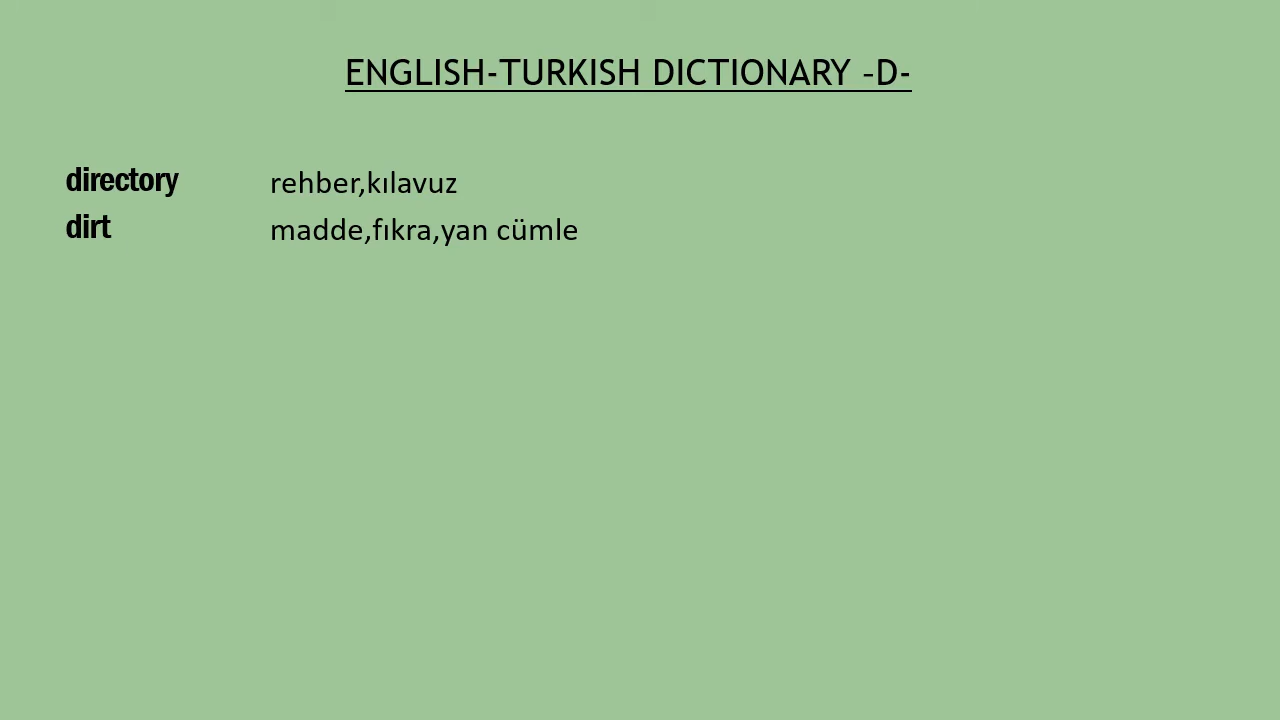 ENGLISH-TURKISH DICTIONARY –D-
directory rehber,kılavuz
dirt madde,fıkra,yan cümle